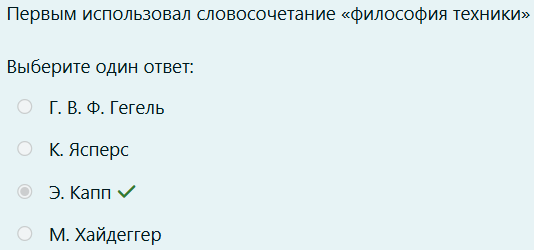 Первым использовал словосочетание «философия техники»
Выберите один ответ:
Г. В. Ф. Гегель
К. Ясперс
Э. Капп
М. Хайдеггер